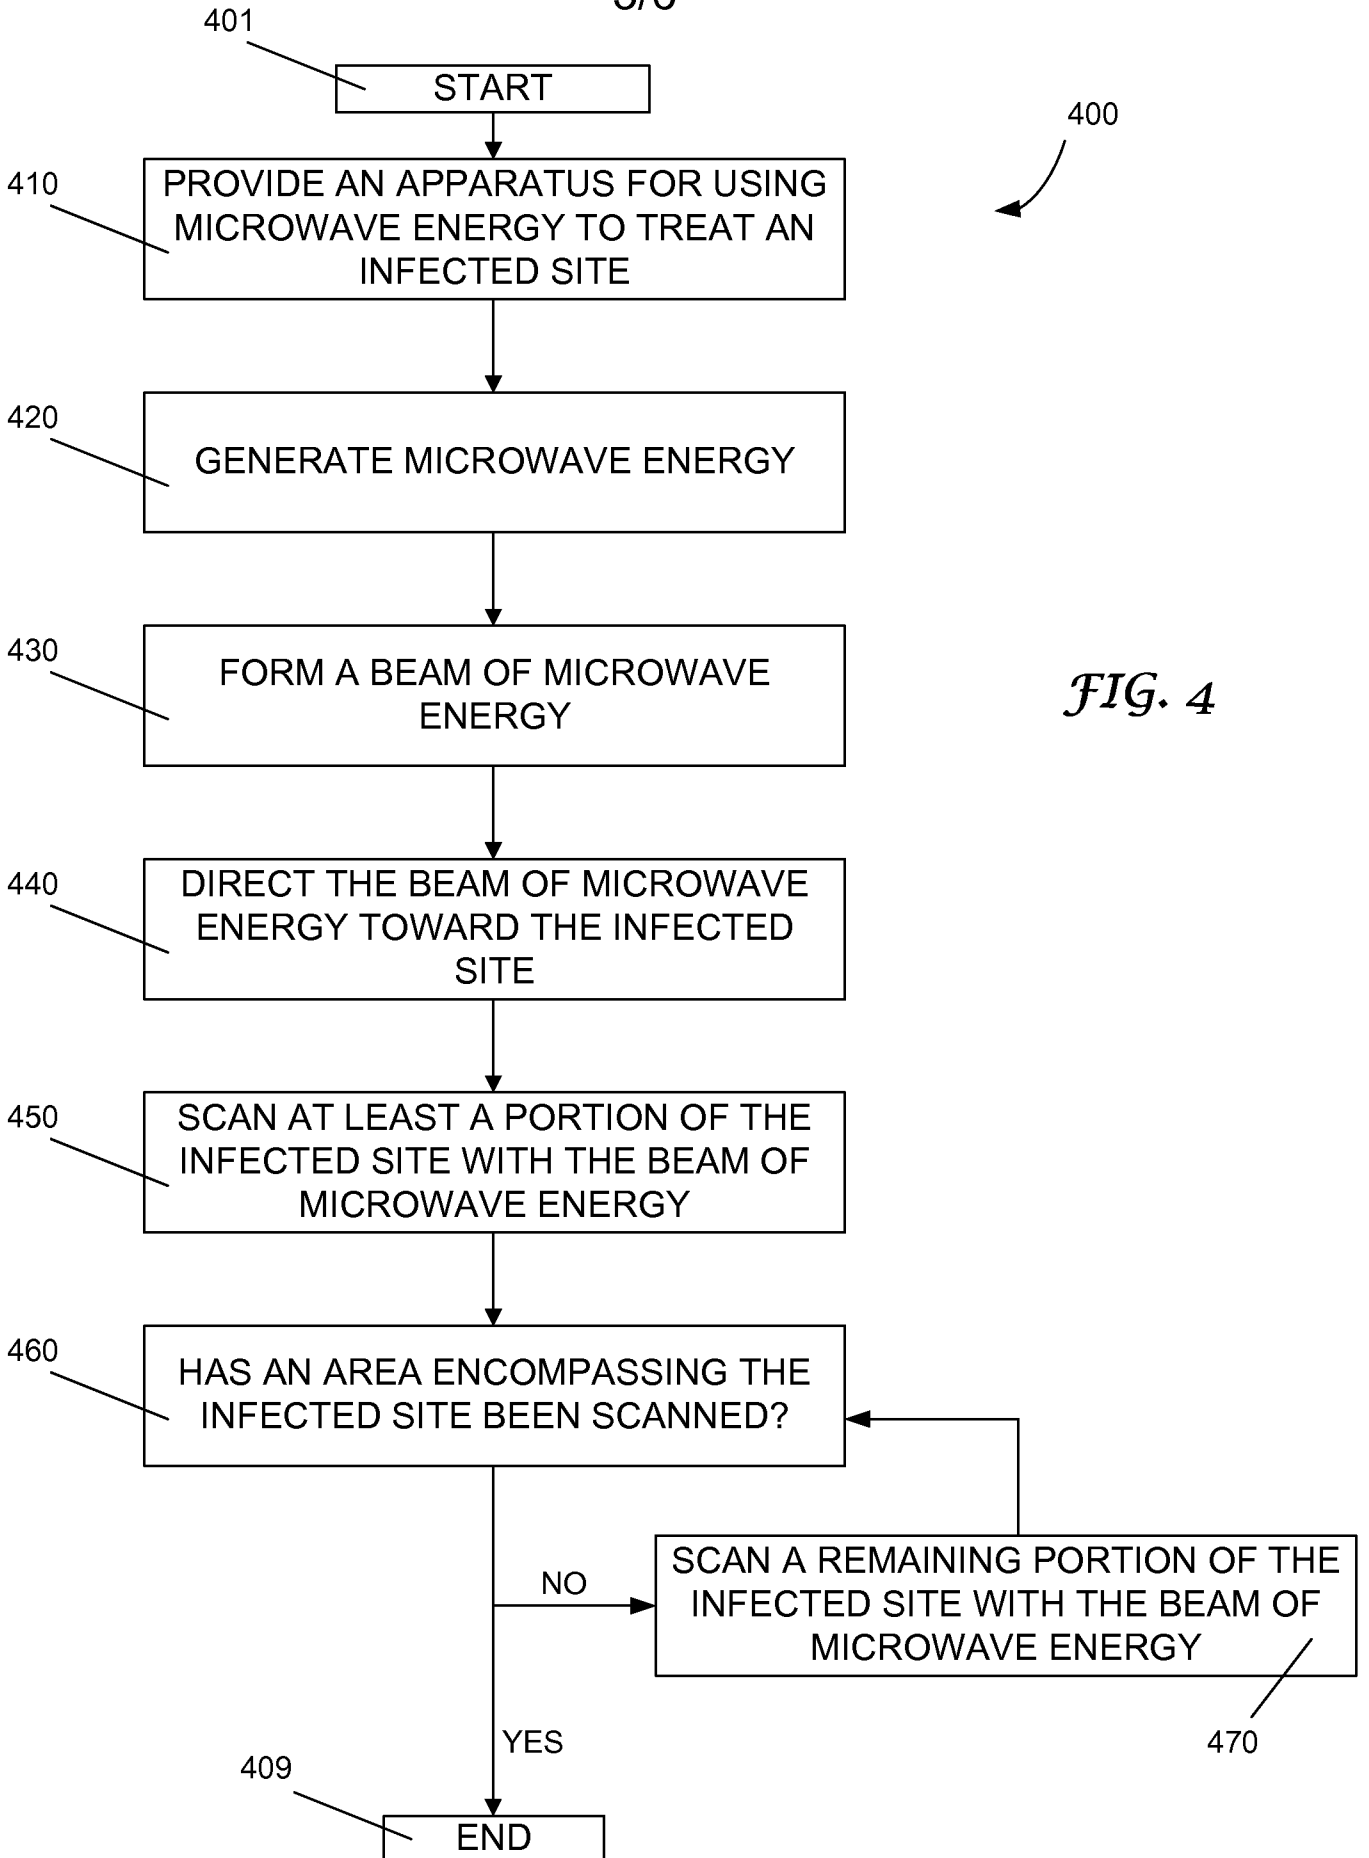 401
START
400
410
PROVIDE AN APPARATUS FOR USING
MICROWAVE ENERGY TO TREAT AN
INFECTED SITE
420
GENERATE MICROWAVE ENERGY
430
FORM A BEAM OF MICROWAVE
ENERGY
FIG. 4
440
DIRECT THE BEAM OF MICROWAVE
ENERGY TOWARD THE INFECTED
SITE
450
SCAN AT LEAST A PORTION OF THE
INFECTED SITE WITH THE BEAM OF
MICROWAVE ENERGY
460
HAS AN AREA ENCOMPASSING THE
INFECTED SITE BEEN SCANNED?
NO
SCAN A REMAINING PORTION OF THE
INFECTED SITE WITH THE BEAM OF
MICROWAVE ENERGY
470
YES
409
END